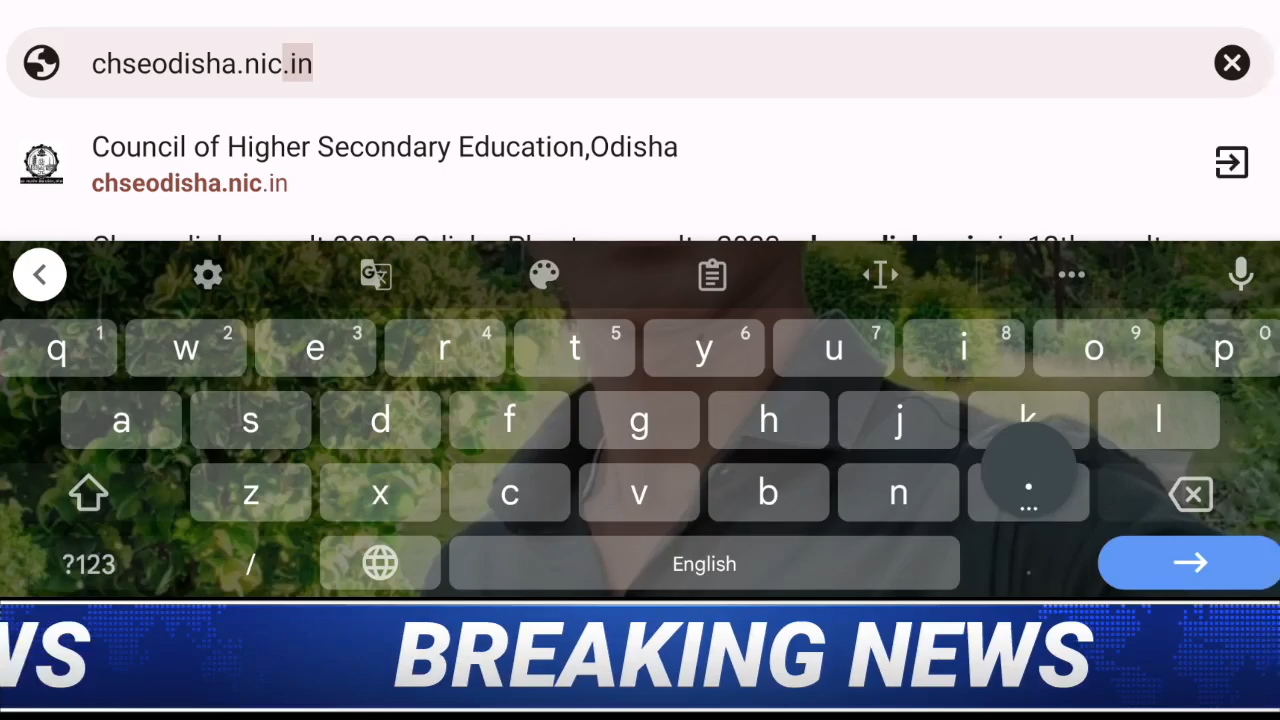 chseodisha.nic.in
Council of Higher Secondary Education,Odisha
chseodisha.nic.in
q 1 w 2 e 3 r 4 t 5 y 6 u 7 i 8 o 9 p 0
a s d f g h j k l
z x c v b n
?123 / English
WS BREAKING NEWS